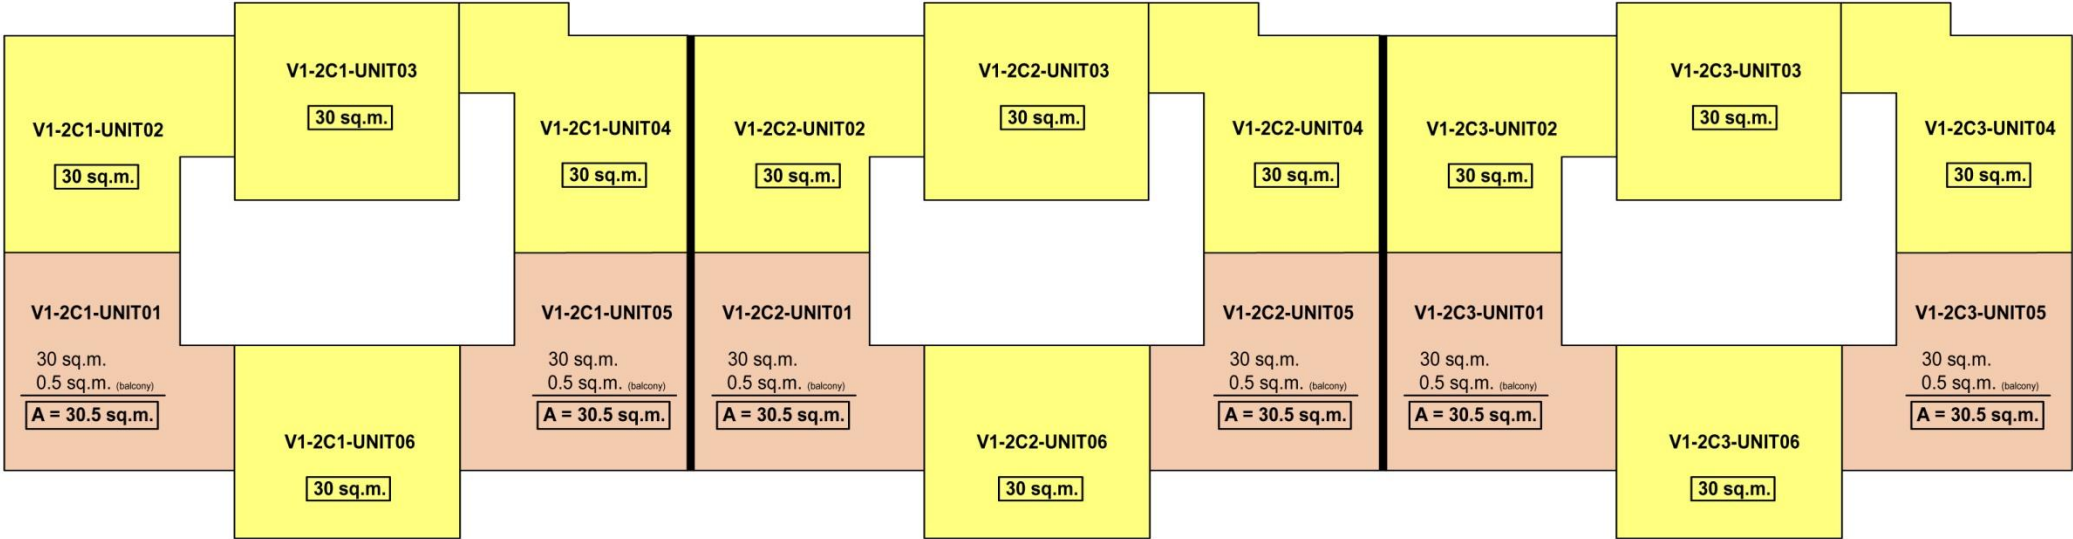 V1-2C1-UNIT03
30 sq.m.
V1-2C1-UNIT02
30 sq.m.
V1-2C1-UNIT04
30 sq.m.
V1-2C1-UNIT01
30 sq.m.
0.5 sq.m. (balcony)
A = 30.5 sq.m.
V1-2C1-UNIT05
30 sq.m.
0.5 sq.m. (balcony)
A = 30.5 sq.m.
V1-2C1-UNIT06
30 sq.m.
V1-2C2-UNIT03
30 sq.m.
V1-2C2-UNIT02
30 sq.m.
V1-2C2-UNIT04
30 sq.m.
V1-2C2-UNIT01
30 sq.m.
0.5 sq.m. (balcony)
A = 30.5 sq.m.
V1-2C2-UNIT05
30 sq.m.
0.5 sq.m. (balcony)
A = 30.5 sq.m.
V1-2C2-UNIT06
30 sq.m.
V1-2C3-UNIT03
30 sq.m.
V1-2C3-UNIT02
30 sq.m.
V1-2C3-UNIT04
30 sq.m.
V1-2C3-UNIT01
30 sq.m.
0.5 sq.m. (balcony)
A = 30.5 sq.m.
V1-2C3-UNIT05
30 sq.m.
0.5 sq.m. (balcony)
A = 30.5 sq.m.
V1-2C3-UNIT06
30 sq.m.